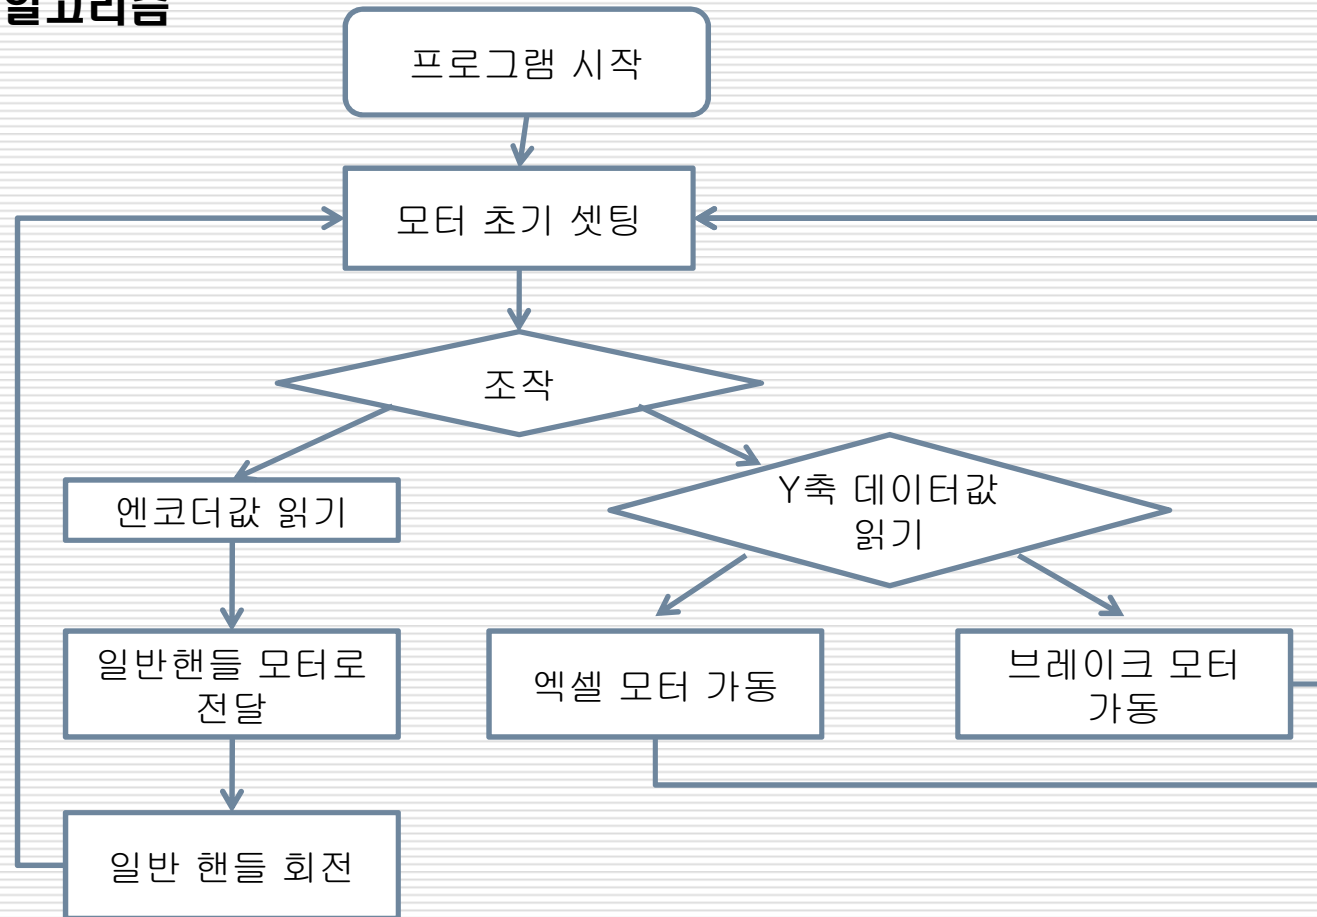 알고리즘
프로그램 시작
모터 초기 셋팅
조작
엔코더값 읽기
Y축 데이터값
읽기
일반핸들 모터로
전달
엑셀 모터 가동
브레이크 모터
가동
일반 핸들 회전